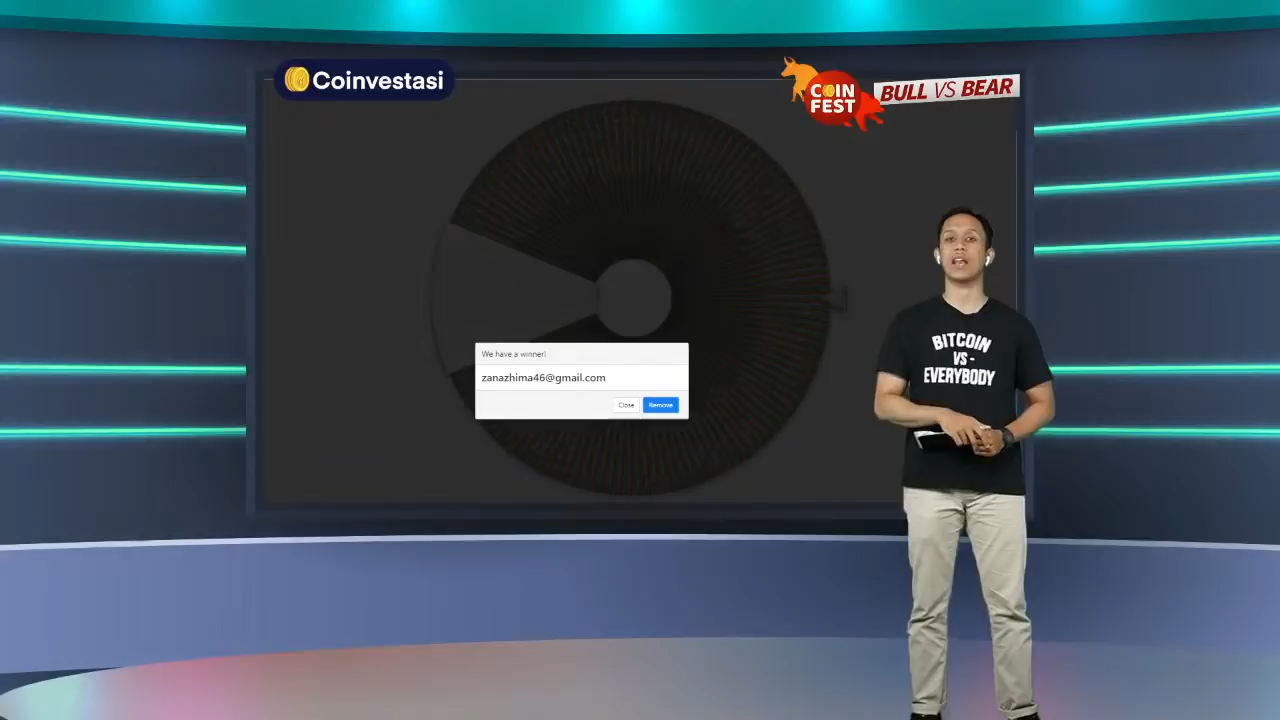 Coinvestasi
COIN
FEST
BULL VS BEAR
We have a winner!
zanazhima46@gmail.com
Close
Remove
BITCOIN
VS -
EVERYBODY